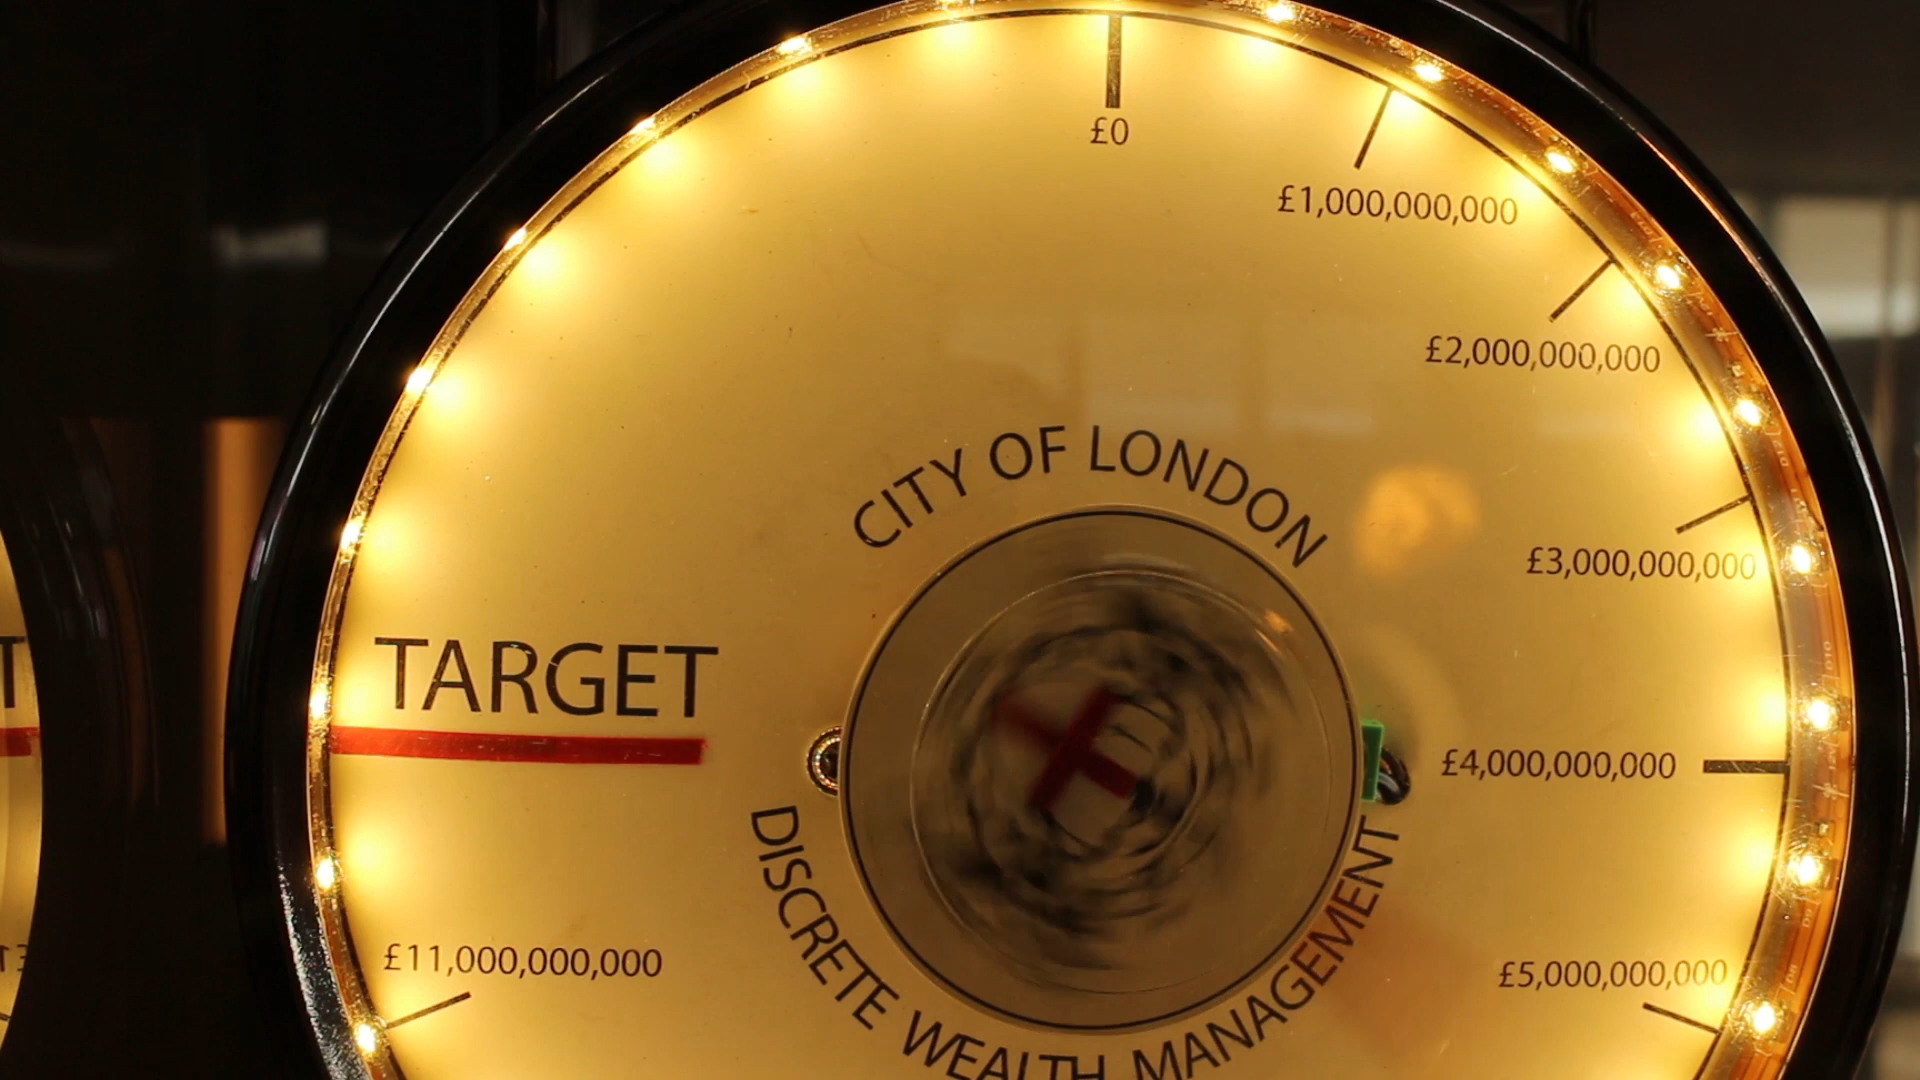 £0
£1,000,000,000
£2,000,000,000
£3,000,000,000
£4,000,000,000
£5,000,000,000
£11,000,000,000
TARGET
CITY OF LONDON
DISCRETE WEALTH MANAGEMENT
£